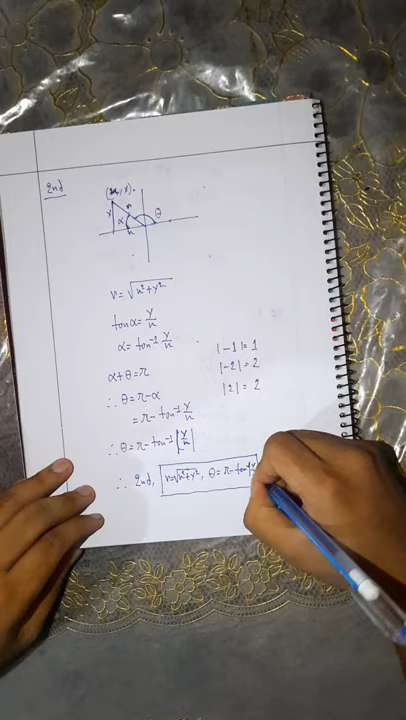 2nd
(x, y)
r
θ
y
α
x
r = √x²+y²
tanα = y/x
α = tan⁻¹ y/x
|-1| = 1
α+θ = π
|-2| = 2
∴ θ = π-α
|2| = 2
= π - tan⁻¹ y/x
∴ θ = π - tan⁻¹ |y/x|
∴ 2nd, r=√x²+y², θ = π - tan⁻¹|y